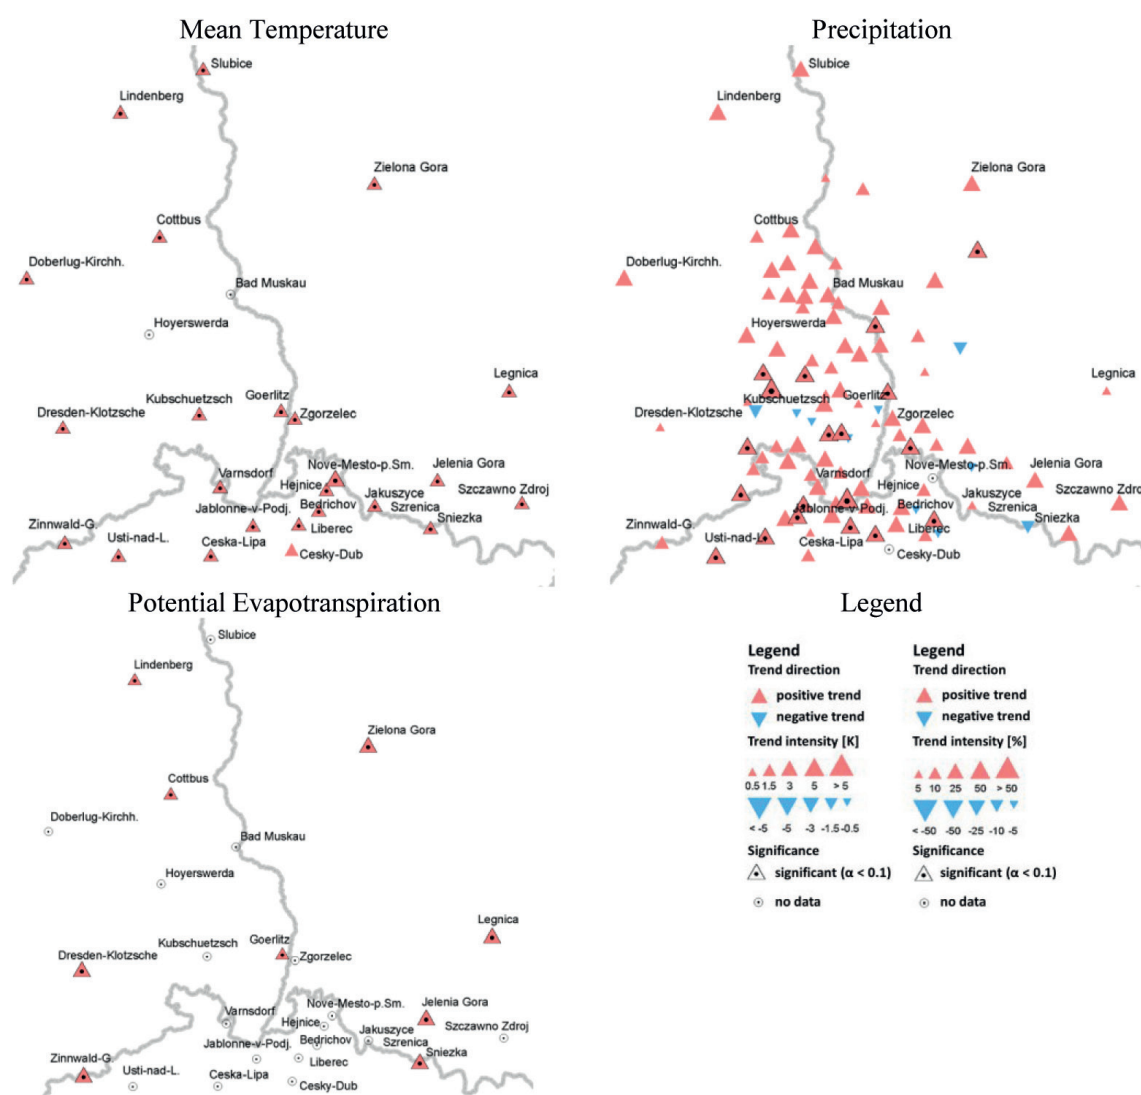 Mean Temperature
Slubice
Lindenberg
Zielona Gora
Cottbus
Doberlug-Kirchh.
Bad Muskau
Hoyerswerda
Legnica
Kubschuetzsch
Goerlitz
Dresden-Klotzsche
Zgorzelec
Varnsdorf
Nove-Mesto-p.Sm.
Jelenia Gora
Hejnice
Szczawno Zdroj
Jakuszyce
Jablonne-v-Podj.
Bedrichov
Szrenica
Zinnwald-G.
Liberec
Sniezka
Usti-nad-L.
Ceska-Lipa
Cesky-Dub
Precipitation
Slubice
Lindenberg
Zielona Gora
Cottbus
Doberlug-Kirchh.
Bad Muskau
Hoyerswerda
Legnica
Kubschuetzsch
Goerlitz
Dresden-Klotzsche
Zgorzelec
Varnsdorf
Nove-Mesto-p.Sm.
Jelenia Gora
Hejnice
Szczawno Zdroj
Jakuszyce
Jablonne-v-Podj.
Bedrichov
Szrenica
Zinnwald-G.
Liberec
Sniezka
Usti-nad-L.
Ceska-Lipa
Cesky-Dub
Potential Evapotranspiration
Slubice
Lindenberg
Zielona Gora
Cottbus
Doberlug-Kirchh.
Bad Muskau
Hoyerswerda
Legnica
Kubschuetzsch
Goerlitz
Dresden-Klotzsche
Zgorzelec
Varnsdorf
Nove-Mesto-p.Sm.
Jelenia Gora
Hejnice
Szczawno Zdroj
Jakuszyce
Jablonne-v-Podj.
Bedrichov
Szrenica
Zinnwald-G.
Liberec
Sniezka
Usti-nad-L.
Ceska-Lipa
Cesky-Dub
Legend
Legend
Trend direction
positive trend
negative trend
Trend intensity [K]
0.5 1.5 3 5 > 5
< -5 -5 -3 -1.5 -0.5
Significance
significant (α < 0.1)
no data
Legend
Trend direction
positive trend
negative trend
Trend intensity [%]
5 10 25 50 > 50
< -50 -50 -25 -10 -5
Significance
significant (α < 0.1)
no data